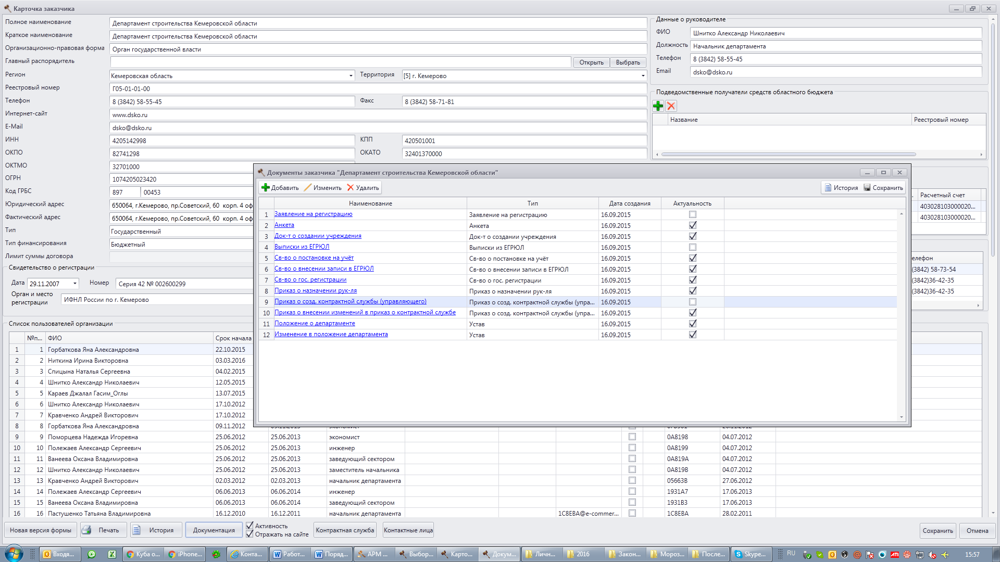 Карточка заказчика
Полное наименование Департамент строительства Кемеровской области
Краткое наименование Департамент строительства Кемеровской области
Организационно-правовая форма Орган государственной власти
Главный распорядитель Открыть Выбрать
Регион Кемеровская область Территория [5] г. Кемерово
Реестровый номер Г05-01-01-00
Телефон 8 (3842) 58-55-45 Факс 8 (3842) 58-71-81
Интернет-сайт www.dsko.ru
E-Mail dsko@dsko.ru
ИНН 4205142998 КПП 420501001
ОКПО 82741298 ОКАТО 32401370000
ОКТМО 32701000
ОГРН 1074205023420
Код ГРБС 897 00453
Юридический адрес 650064, г.Кемерово, пр.Советский, 60 корп. 4 оф
Фактический адрес 650064, г.Кемерово, пр.Советский, 60 корп. 4 оф
Тип Государственный
Тип финансирования Бюджетный
Лимит суммы договора
Свидетельство о регистрации
Дата 29.11.2007 Номер Серия 42 № 002600299
Орган и место
регистрации ИФНЛ России по г. Кемерово
Данные о руководителе
ФИО Шнитко Александр Николаевич
Должность Начальник департамента
Телефон 8 (3842) 58-55-45
Email dsko@dsko.ru
Подведомственные получатели средств областного бюджета
Название Реестровый номер
. Расчетный счет
403028103000020...
403028103000020...
елефон
(3842) 58-73-54
(3842)36-42-35
(3842)36-42-35
Документы заказчика "Департамент строительства Кемеровской области"
Добавить Изменить Удалить История Сохранить
Наименование Тип Дата создания Актуальность
1 Заявление на регистрацию Заявление на регистрацию 16.09.2015
2 Анкета Анкета 16.09.2015
3 Док-т о создании учреждения Док-т о создании учреждения 16.09.2015
4 Выписки из ЕГРЮЛ Выписки из ЕГРЮЛ 16.09.2015
5 Св-во о постановке на учёт Св-во о постановке на учёт 16.09.2015
6 Св-во о внесении записи в ЕГРЮЛ Св-во о внесении записи в ЕГРЮЛ 16.09.2015
7 Св-во о гос. регистрации Св-во о гос. регистрации 16.09.2015
8 Приказ о назначении рук-ля Приказ о назначении рук-ля 16.09.2015
9 Приказ о созд. контрактной службы (управляющего) Приказ о созд. контрактной службы (упра... 16.09.2015
10 Приказ о внесении изменений в приказ о контрактной службе Приказ о созд. контрактной службы (упра... 16.09.2015
11 Положение о департаменте Устав 16.09.2015
12 Изменение в положение департамента Устав 16.09.2015
Список пользователей организации
№п... ФИО Срок начала
1 1 Горбаткова Яна Александровна 22.10.2015
2 2 Ниткина Ирина Викторовна 03.03.2016
3 3 Спицына Наталья Сергеевна 04.02.2015
4 4 Шнитко Александр Николаевич 12.05.2015
5 5 Караев Джалал Гасим_Оглы 13.07.2015
6 6 Шнитко Александр Николаевич 17.10.2012
7 7 Кравченко Андрей Викторович 17.10.2012
8 8 Горбаткова Яна Александровна 09.11.2012
9 9 Поморцева Надежда Игоревна 25.06.2012 25.06.2013 экономист 0A8198 04.07.2012
10 10 Полежаев Александр Сергеевич 25.06.2012 25.06.2013 инженер 0A8199 04.07.2012
11 11 Ванеева Оксана Владимировна 25.06.2012 25.06.2013 заведующий сектором 0A819A 04.07.2012
12 12 Шнитко Александр Николаевич 25.06.2012 25.06.2013 заместитель начальника 0A819B 04.07.2012
13 13 Кравченко Андрей Викторович 02.03.2012 02.03.2013 начальник департамента 05663B 27.06.2012
14 14 Полежаев Александр Сергеевич 06.06.2013 06.06.2014 инженер 1931A7 17.06.2013
15 15 Ванеева Оксана Владимировна 06.06.2013 06.06.2014 заведующий сектором 1931B3 17.06.2013
16 16 Пастушенко Татьяна Владимировна 16.12.2010 16.12.2011 начальник департамента 1C8EBA@e-commer... 1C8EBA 28.02.2011
Новая версия формы Печать История Документация Активность Отражать на сайте Контрактная служба Контактные лица Сохранить Отмена
Входя... Куба о... iPhone... Конта... Работ... Поряд... АРМ ... Выбор... Карто... Докум... Личн... 2016 Закон... Мороз... После... Skype... RU 15:57